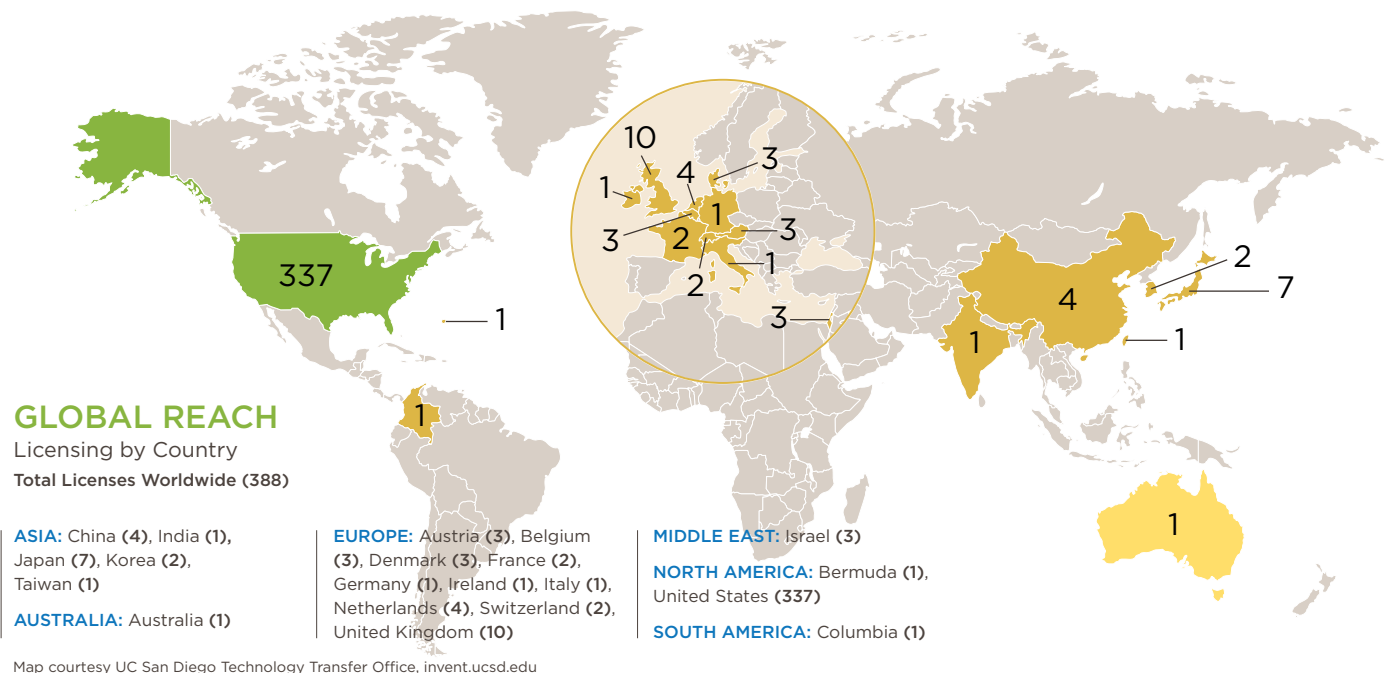 10
4
3
1
1
3
2
3
337
2
1
2
7
4
3
1
1
1
1
1
GLOBAL REACH
Licensing by Country
Total Licenses Worldwide (388)
ASIA: China (4), India (1),
Japan (7), Korea (2),
Taiwan (1)
AUSTRALIA: Australia (1)
EUROPE: Austria (3), Belgium
(3), Denmark (3), France (2),
Germany (1), Ireland (1), Italy (1),
Netherlands (4), Switzerland (2),
United Kingdom (10)
MIDDLE EAST: Israel (3)
NORTH AMERICA: Bermuda (1),
United States (337)
SOUTH AMERICA: Columbia (1)
Map courtesy UC San Diego Technology Transfer Office, invent.ucsd.edu